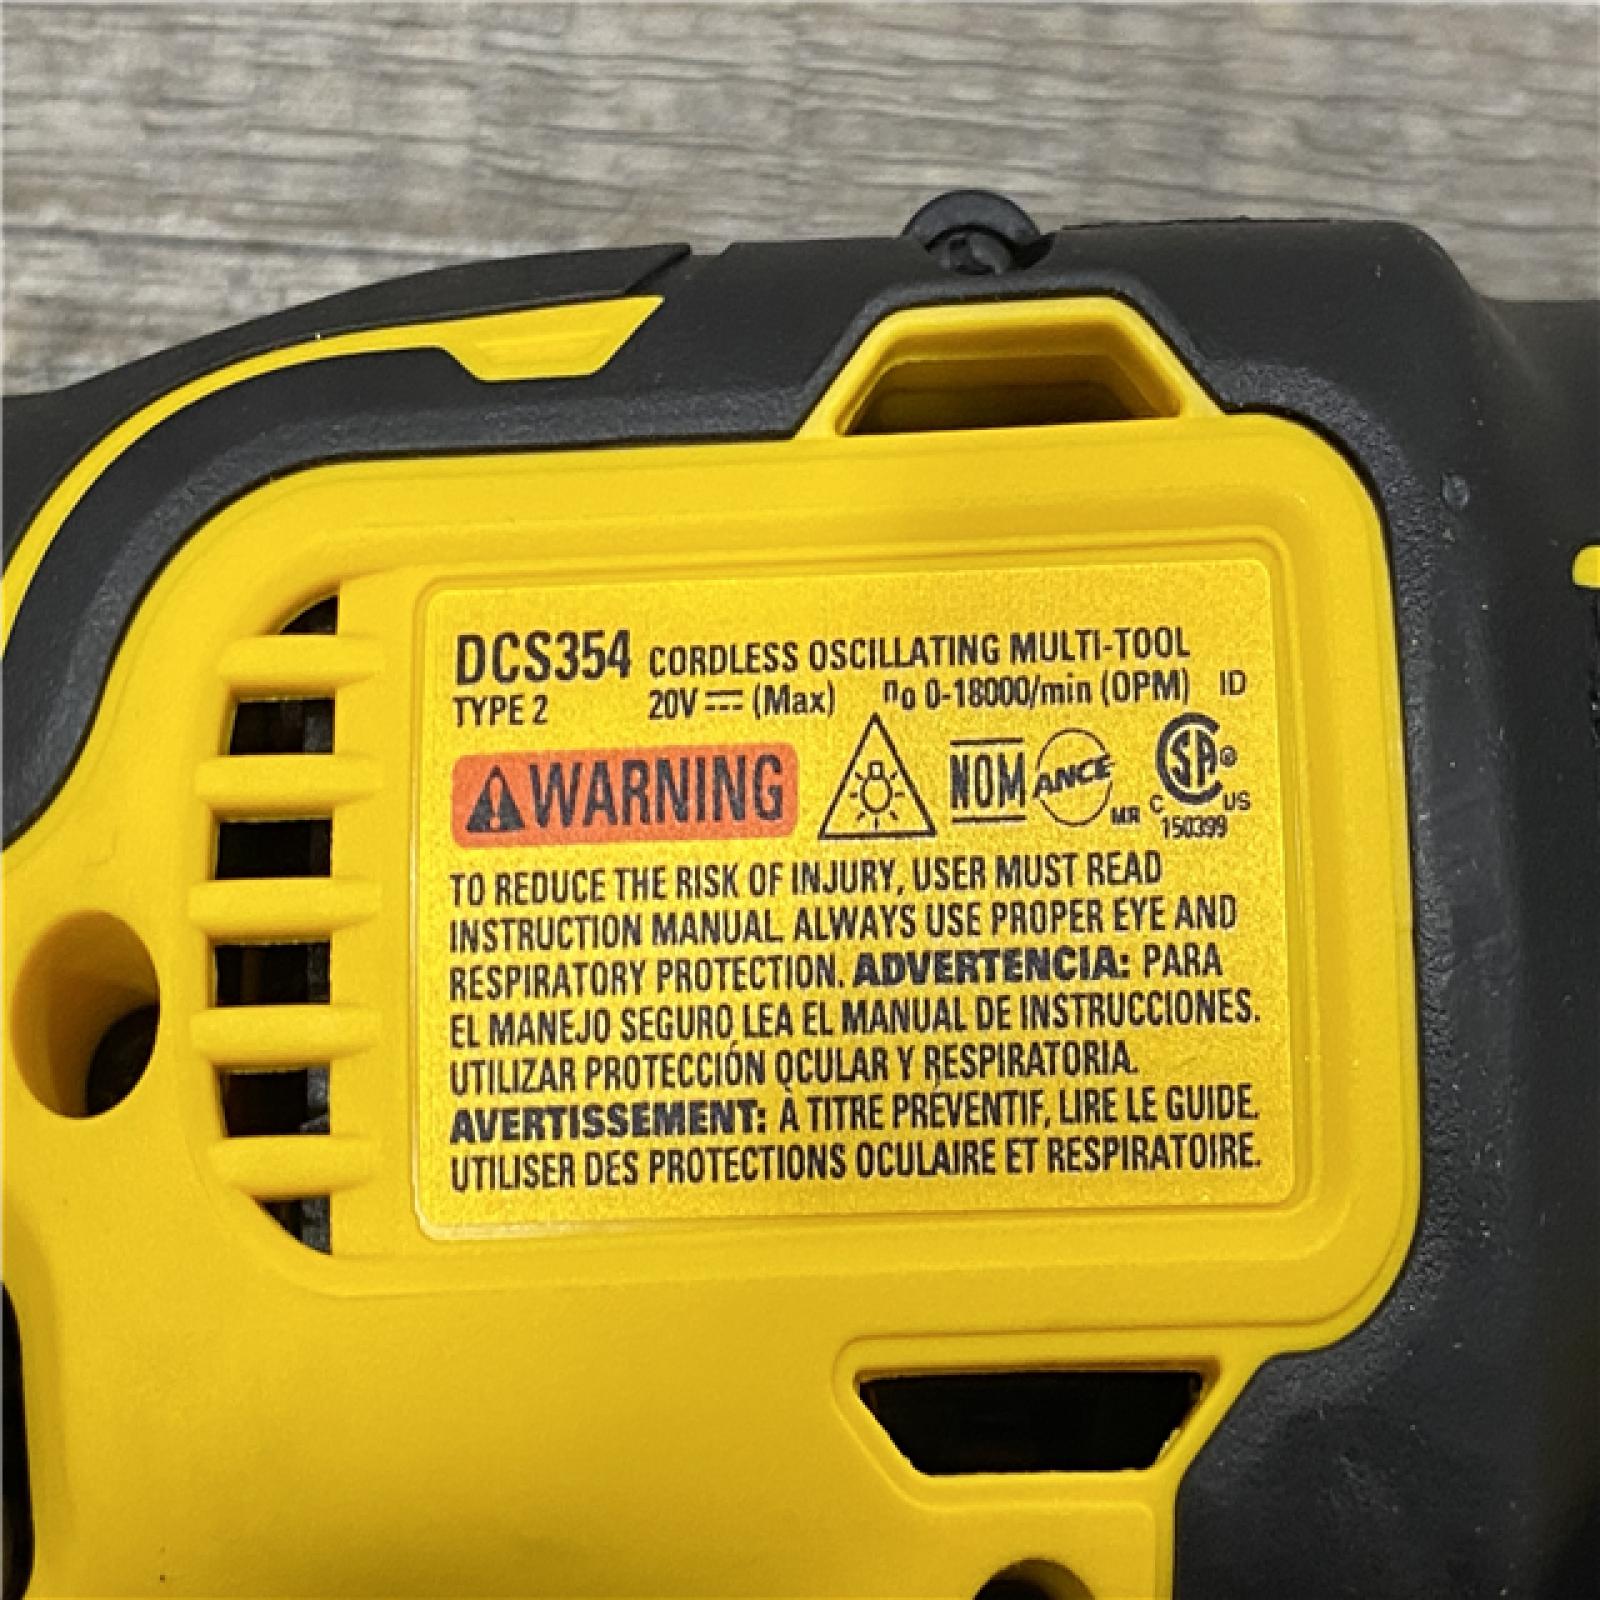 DCS354 CORDLESS OSCILLATING MULTI-TOOL
TYPE 2 20V ⎓ (Max) n₀ 0-18000/min (OPM) ID
WARNING NOM ANCE MR C SA ® US
150399
TO REDUCE THE RISK OF INJURY, USER MUST READ
INSTRUCTION MANUAL. ALWAYS USE PROPER EYE AND
RESPIRATORY PROTECTION. ADVERTENCIA: PARA
EL MANEJO SEGURO, LEA EL MANUAL DE INSTRUCCIONES.
UTILIZAR PROTECCIÓN OCULAR Y RESPIRATORIA.
AVERTISSEMENT: À TITRE PRÉVENTIF, LIRE LE GUIDE.
UTILISER DES PROTECTIONS OCULAIRE ET RESPIRATOIRE.